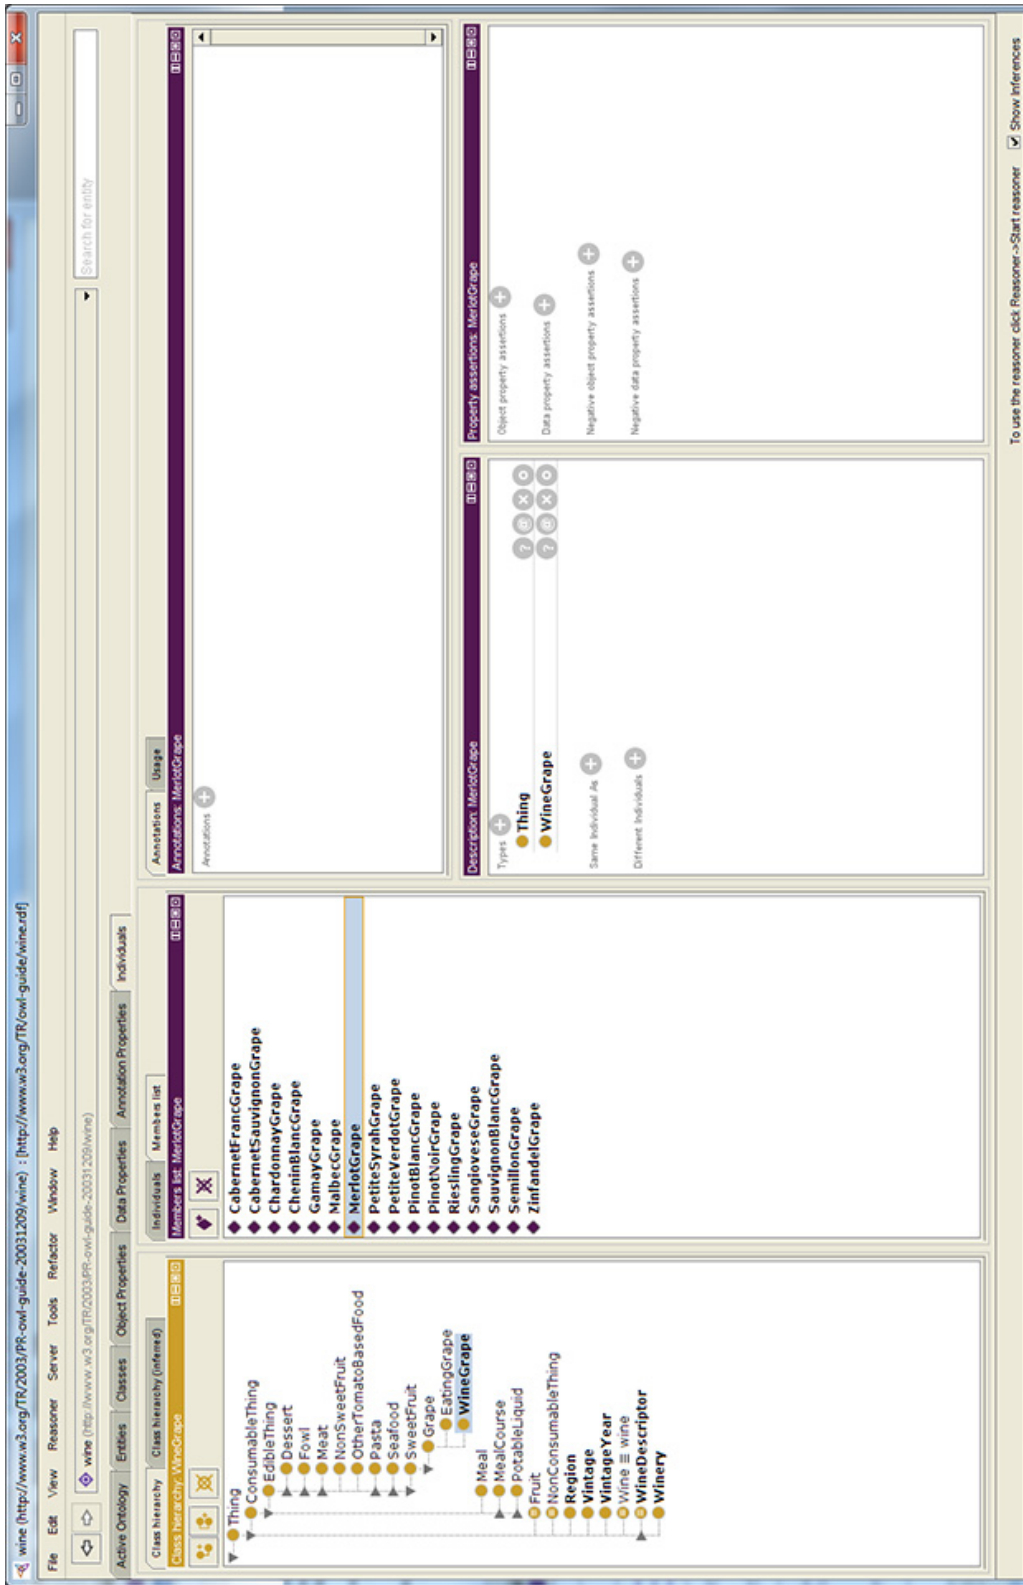 wine (http://www.w3.org/TR/2003/PR-owl-guide-20031209/wine) : [http://www.w3.org/TR/owl-guide/wine.rdf]
File Edit View Reasoner Server Tools Refactor Window Help
wine (http://www.w3.org/TR/2003/PR-owl-guide-20031209/wine)
Search for entity
Active Ontology Entities Classes Object Properties Data Properties Annotation Properties Individuals
Class hierarchy Class hierarchy (inferred)
Class hierarchy: WineGrape
Thing
ConsumableThing
EdibleThing
Dessert
Fowl
Meat
NonSweetFruit
OtherTomatoBasedFood
Pasta
Seafood
SweetFruit
Grape
EatingGrape
WineGrape
Meal
MealCourse
PotableLiquid
Fruit
NonConsumableThing
Region
Vintage
VintageYear
Wine ≡ wine
WineDescriptor
Winery
Individuals Members list
Members list: MerlotGrape
CabernetFrancGrape
CabernetSauvignonGrape
ChardonnayGrape
CheninBlancGrape
GamayGrape
MalbecGrape
MerlotGrape
PetiteSyrahGrape
PetiteVerdotGrape
PinotBlancGrape
PinotNoirGrape
RieslingGrape
SangioveseGrape
SauvignonBlancGrape
SemillonGrape
ZinfandelGrape
Annotations Usage
Annotations: MerlotGrape
Annotations
Description: MerlotGrape
Types
Thing
WineGrape
Same Individual As
Different Individuals
Property assertions: MerlotGrape
Object property assertions
Data property assertions
Negative object property assertions
Negative data property assertions
To use the reasoner click Reasoner->Start reasoner Show Inferences